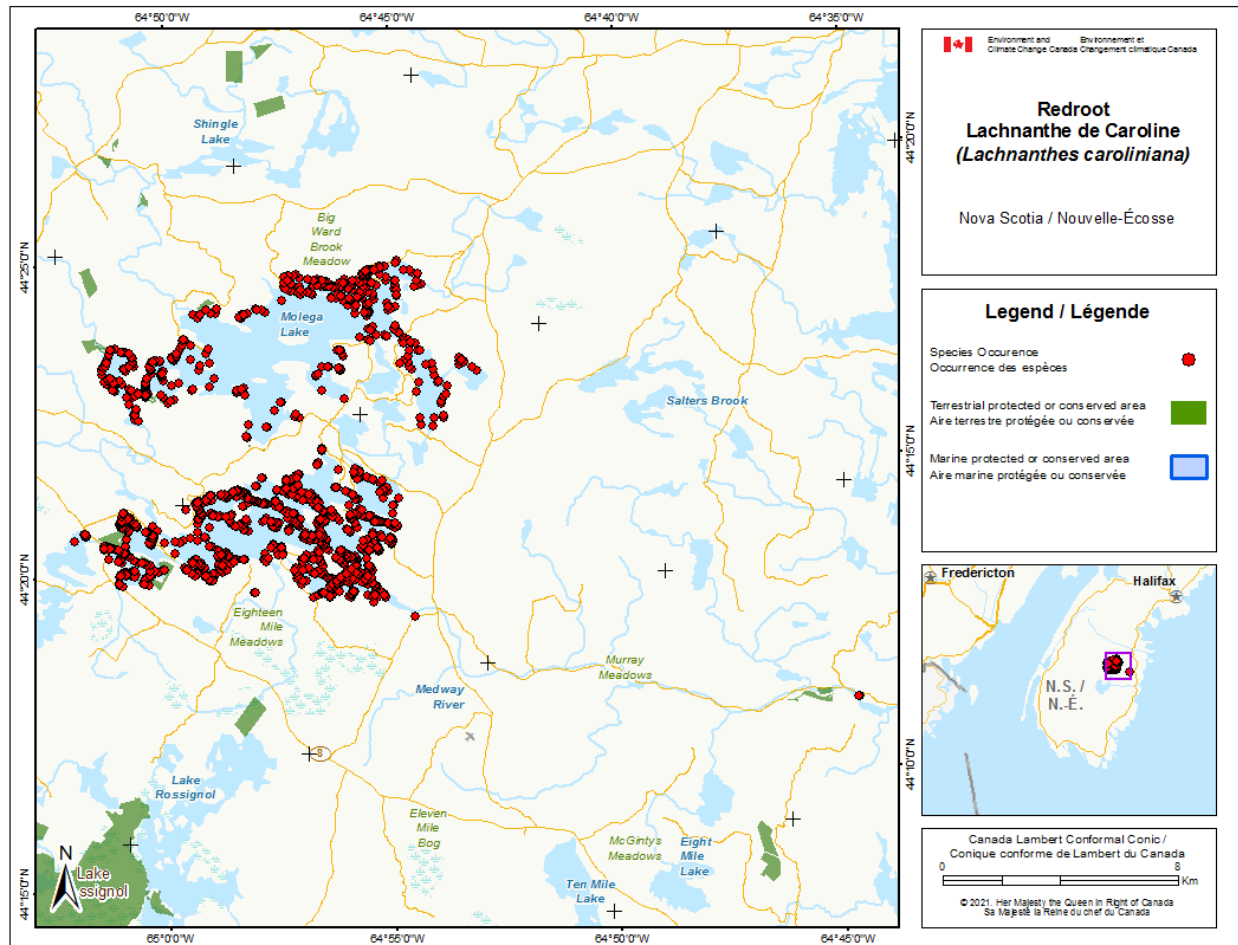 64°50'0"W
64°45'0"W
64°40'0"W
64°35'0"W
44°25'0"N
44°20'0"N
44°15'0"N
44°20'0"N
44°15'0"N
44°10'0"N
65°0'0"W
64°55'0"W
64°50'0"W
64°45'0"W
Shingle
Lake
Big
Ward
Brook
Meadow
Molega
Lake
Salters Brook
Eighteen
Mile
Meadows
Murray
Meadows
Medway
River
8
Lake
Rossignol
Eleven
Mile
Bog
McGintys
Meadows
Eight
Mile
Lake
Ten Mile
Lake
N
Lake
ssignol
Environment and
Climate Change Canada
Environnement et
Changement climatique Canada
Redroot
Lachnanthe de Caroline
(Lachnanthes caroliniana)
Nova Scotia / Nouvelle-Écosse
Legend / Légende
Species Occurence
Occurrence des espèces
Terrestrial protected or conserved area
Aire terrestre protégée ou conservée
Marine protected or conserved area
Aire marine protégée ou conservée
Fredericton
Halifax
N.S. /
N.-É.
Canada Lambert Conformal Conic /
Conique conforme de Lambert du Canada
0 8
Km
© 2021. Her Majesty the Queen in Right of Canada
Sa Majesté la Reine du chef du Canada